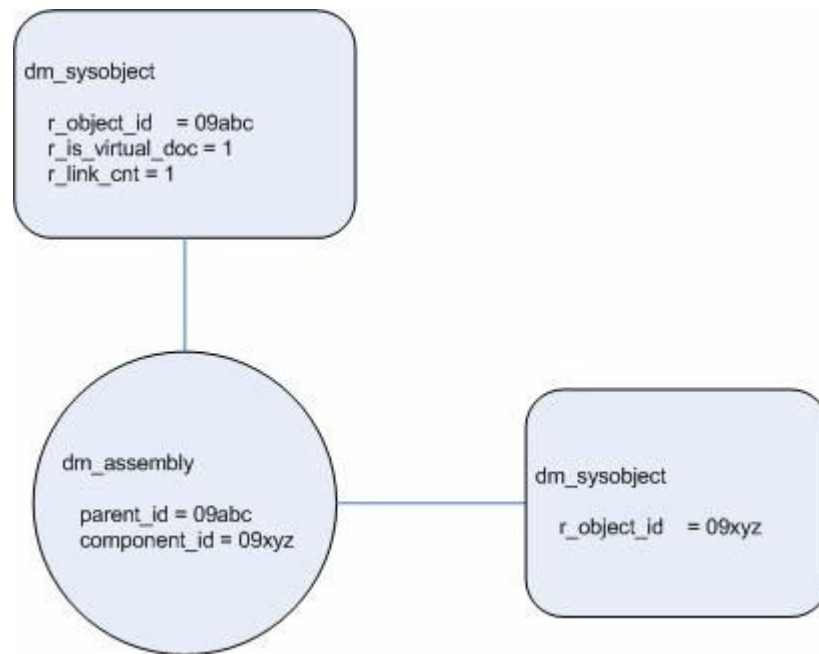 dm_sysobject
r_object_id = 09abc
r_is_virtual_doc = 1
r_link_cnt = 1
dm_assembly
parent_id = 09abc
component_id = 09xyz
dm_sysobject
r_object_id = 09xyz